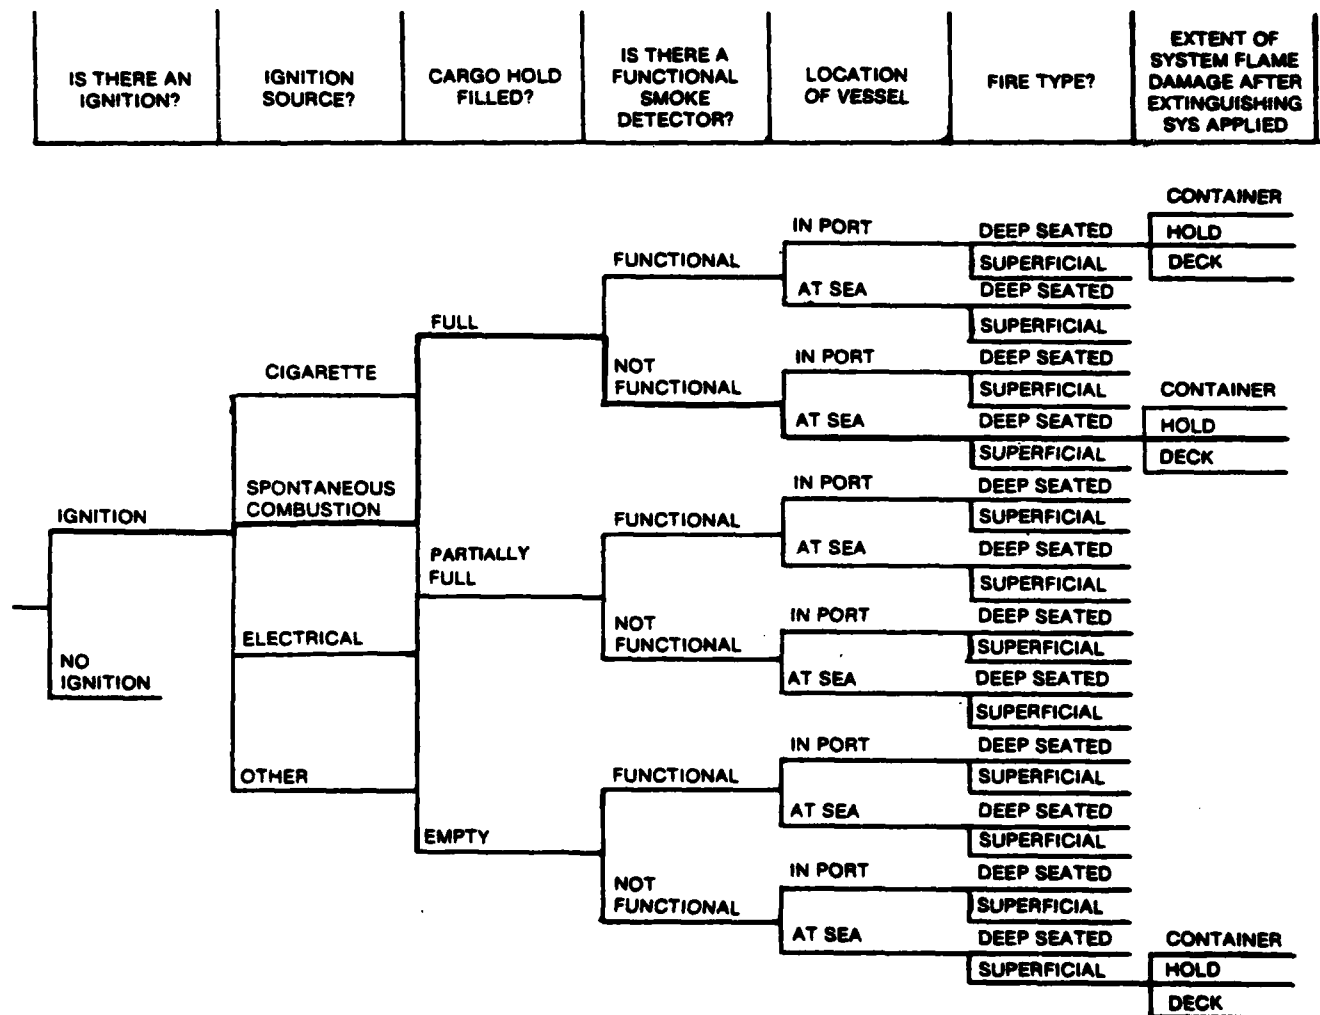 IS THERE AN
IGNITION?
IGNITION
SOURCE?
CARGO HOLD
FILLED?
IS THERE A
FUNCTIONAL
SMOKE
DETECTOR?
LOCATION
OF VESSEL
FIRE TYPE?
EXTENT OF
SYSTEM FLAME
DAMAGE AFTER
EXTINGUISHING
SYS APPLIED
IGNITION
NO
IGNITION
CIGARETTE
SPONTANEOUS
COMBUSTION
ELECTRICAL
OTHER
FULL
PARTIALLY
FULL
EMPTY
FUNCTIONAL
NOT
FUNCTIONAL
FUNCTIONAL
NOT
FUNCTIONAL
FUNCTIONAL
NOT
FUNCTIONAL
IN PORT
AT SEA
IN PORT
AT SEA
IN PORT
AT SEA
IN PORT
AT SEA
IN PORT
AT SEA
IN PORT
AT SEA
DEEP SEATED
SUPERFICIAL
DEEP SEATED
SUPERFICIAL
DEEP SEATED
SUPERFICIAL
DEEP SEATED
SUPERFICIAL
DEEP SEATED
SUPERFICIAL
DEEP SEATED
SUPERFICIAL
DEEP SEATED
SUPERFICIAL
DEEP SEATED
SUPERFICIAL
DEEP SEATED
SUPERFICIAL
DEEP SEATED
SUPERFICIAL
DEEP SEATED
SUPERFICIAL
DEEP SEATED
SUPERFICIAL
CONTAINER
HOLD
DECK
CONTAINER
HOLD
DECK
CONTAINER
HOLD
DECK